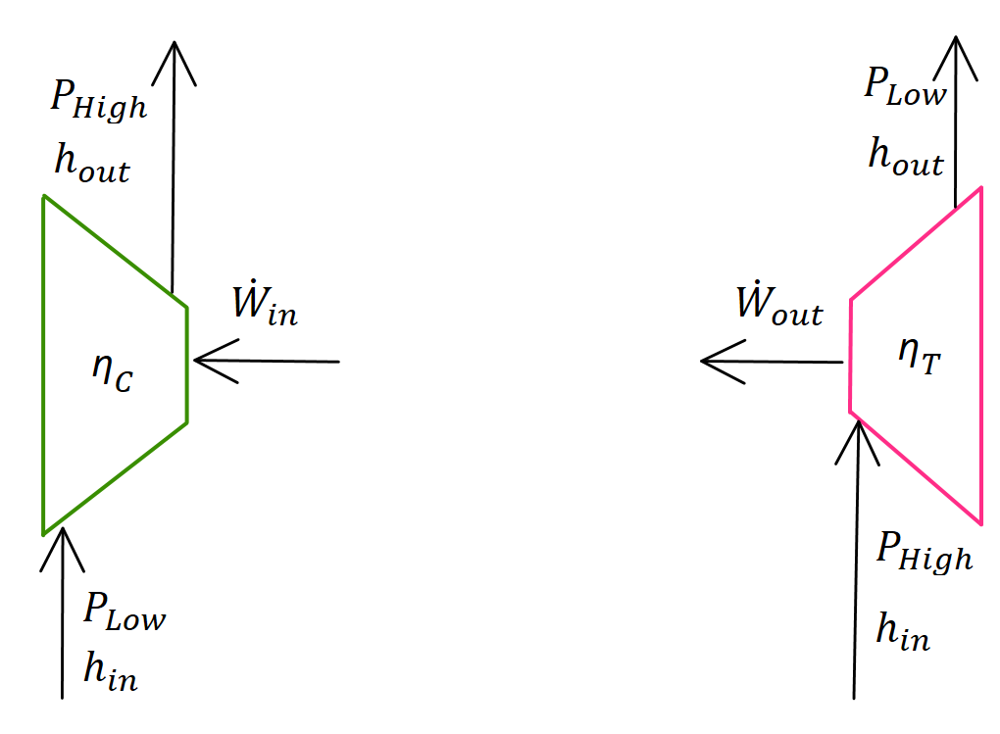 P_High
h_out
Ẇ_in
η_C
P_Low
h_in
P_Low
h_out
Ẇ_out
η_T
P_High
h_in